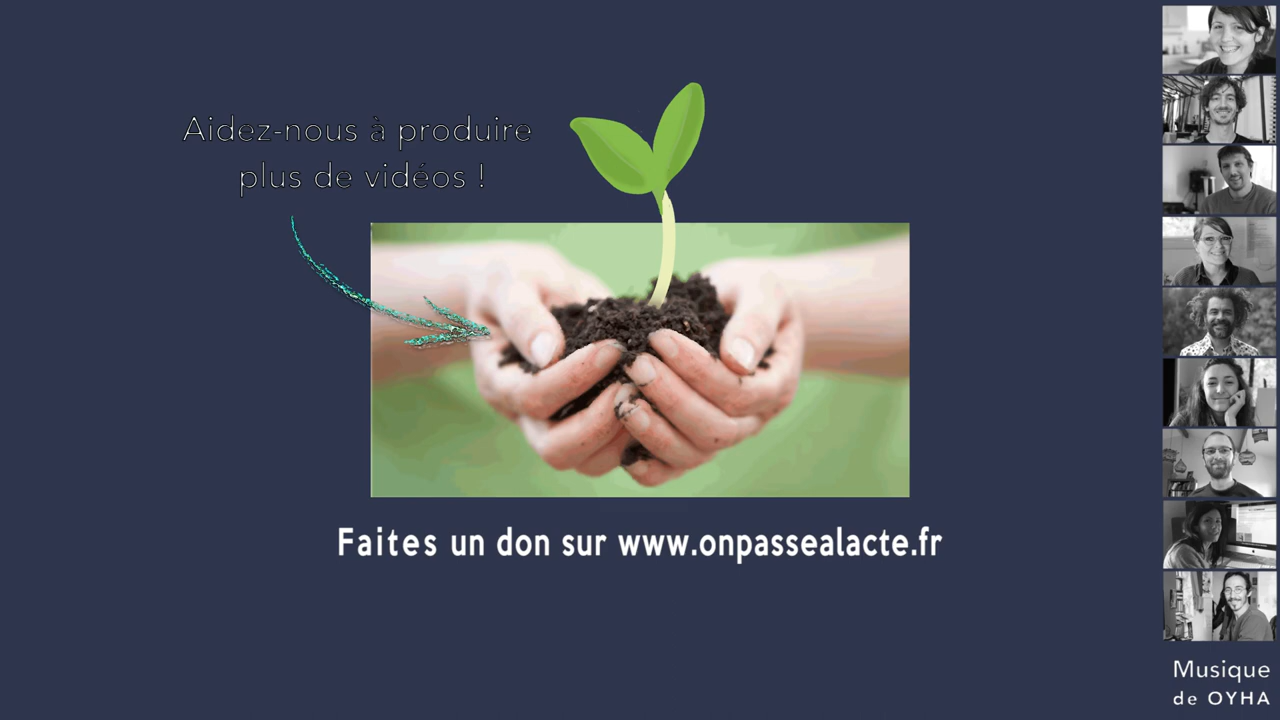 Aidez-nous à produire
plus de vidéos !
Faites un don sur www.onpassealacte.fr
Musique
de OYHA